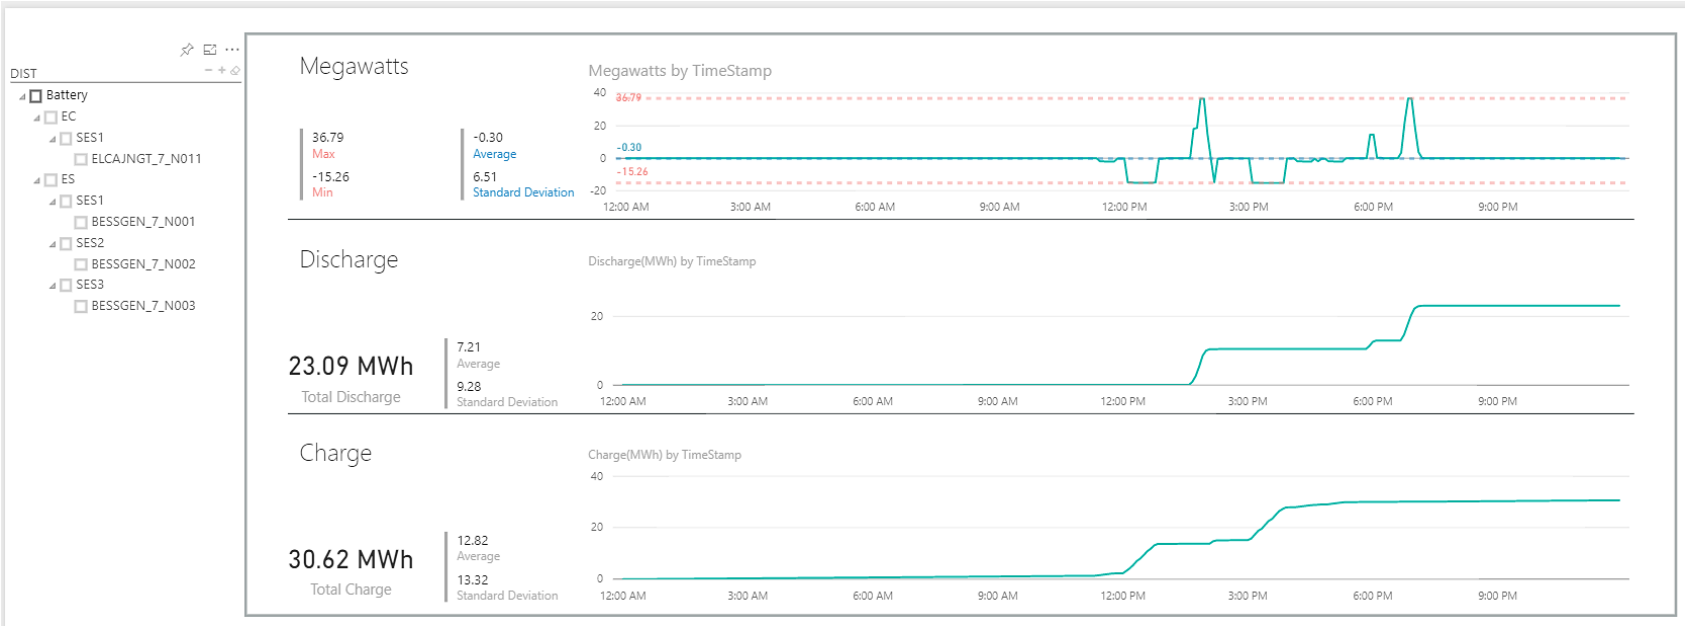 DIST
Battery
EC
SES1
ELCAJNGT_7_N011
ES
SES1
BESSGEN_7_N001
SES2
BESSGEN_7_N002
SES3
BESSGEN_7_N003
Megawatts
36.79
Max
-15.26
Min
-0.30
Average
6.51
Standard Deviation
Megawatts by TimeStamp
40
36.79
20
-0.30
0
-15.26
-20
12:00 AM 3:00 AM 6:00 AM 9:00 AM 12:00 PM 3:00 PM 6:00 PM 9:00 PM
Discharge
23.09 MWh
Total Discharge
7.21
Average
9.28
Standard Deviation
Discharge(MWh) by TimeStamp
20
0
12:00 AM 3:00 AM 6:00 AM 9:00 AM 12:00 PM 3:00 PM 6:00 PM 9:00 PM
Charge
30.62 MWh
Total Charge
12.82
Average
13.32
Standard Deviation
Charge(MWh) by TimeStamp
40
20
0
12:00 AM 3:00 AM 6:00 AM 9:00 AM 12:00 PM 3:00 PM 6:00 PM 9:00 PM